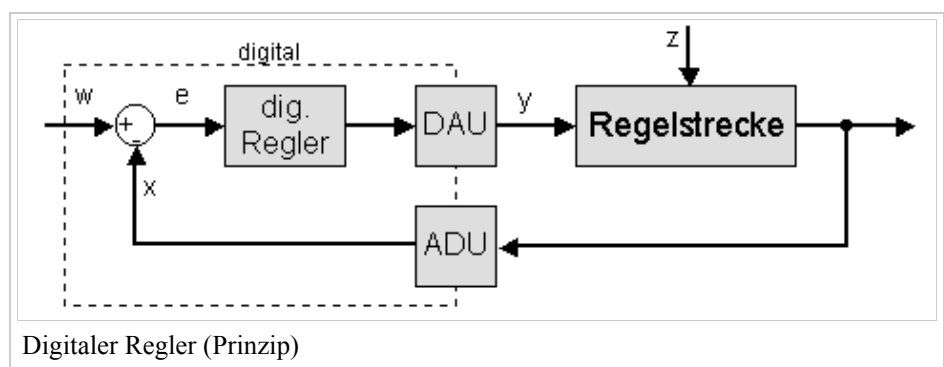 digital
z
w
e
dig.
Regler
DAU
y
Regelstrecke
+
-
x
ADU
Digitaler Regler (Prinzip)